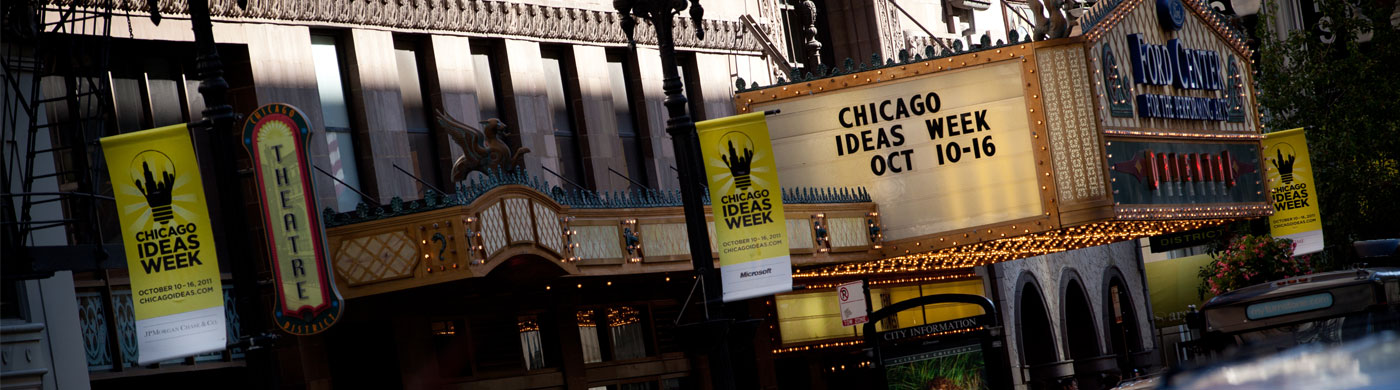 CHICAGO
IDEAS
WEEK
OCTOBER 10-16, 2011
CHICAGOIDEAS.COM
JPMORGAN CHASE & CO.
CHICAGO
THEATRE
DISTRICT
CHICAGO
IDEAS
WEEK
OCTOBER 10-16, 2011
CHICAGOIDEAS.COM
Microsoft
CHICAGO
IDEAS WEEK
OCT 10-16
FORD CENTER
FOR THE PERFORMING ARTS
CHICAGO
IDEAS
WEEK
CITY INFORMATION